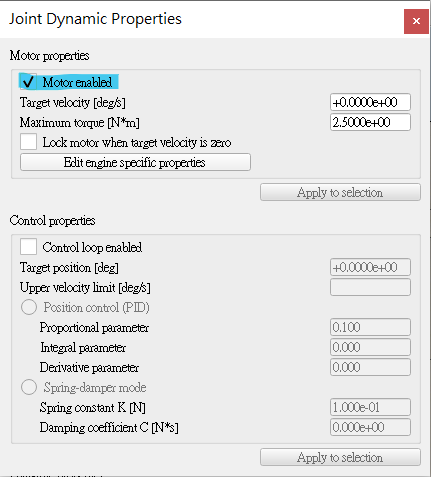 Joint Dynamic Properties
Motor properties
Motor enabled
Target velocity [deg/s] +0.0000e+00
Maximum torque [N*m] 2.5000e+00
Lock motor when target velocity is zero
Edit engine specific properties
Apply to selection
Control properties
Control loop enabled
Target position [deg] +0.0000e+00
Upper velocity limit [deg/s]
Position control (PID)
Proportional parameter 0.100
Integral parameter 0.000
Derivative parameter 0.000
Spring-damper mode
Spring constant K [N] 1.000e-01
Damping coefficient C [N*s] 0.000e+00
Apply to selection